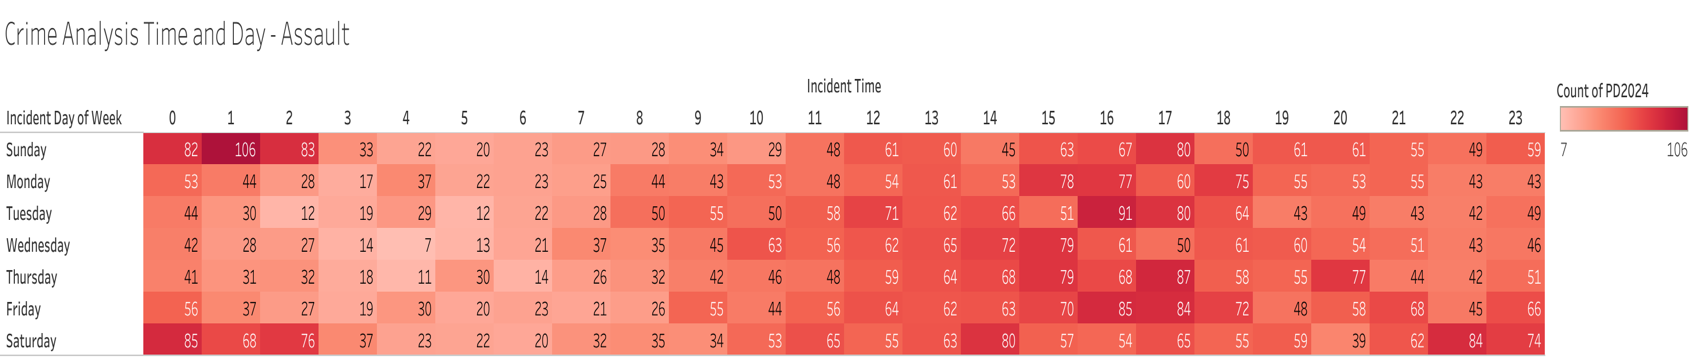 Crime Analysis Time and Day - Assault
Incident Time
Count of PD2024
Incident Day of Week 0 1 2 3 4 5 6 7 8 9 10 11 12 13 14 15 16 17 18 19 20 21 22 23
Sunday 82 106 83 33 22 20 23 27 28 34 29 48 61 60 45 63 67 80 50 61 61 55 49 59
7 106
Monday 53 44 28 17 37 22 23 25 44 43 53 48 54 61 53 78 77 60 75 55 53 55 43 43
Tuesday 44 30 12 19 29 12 22 28 50 55 50 58 71 62 66 51 91 80 64 43 49 43 42 49
Wednesday 42 28 27 14 7 13 21 37 35 45 63 56 62 65 72 79 61 50 61 60 54 51 43 46
Thursday 41 31 32 18 11 30 14 26 32 42 46 48 59 64 68 79 68 87 58 55 77 44 42 51
Friday 56 37 27 19 30 20 23 21 26 55 44 56 64 62 63 70 85 84 72 48 58 68 45 66
Saturday 85 68 76 37 23 22 20 32 35 34 53 65 55 63 80 57 54 65 55 59 39 62 84 74